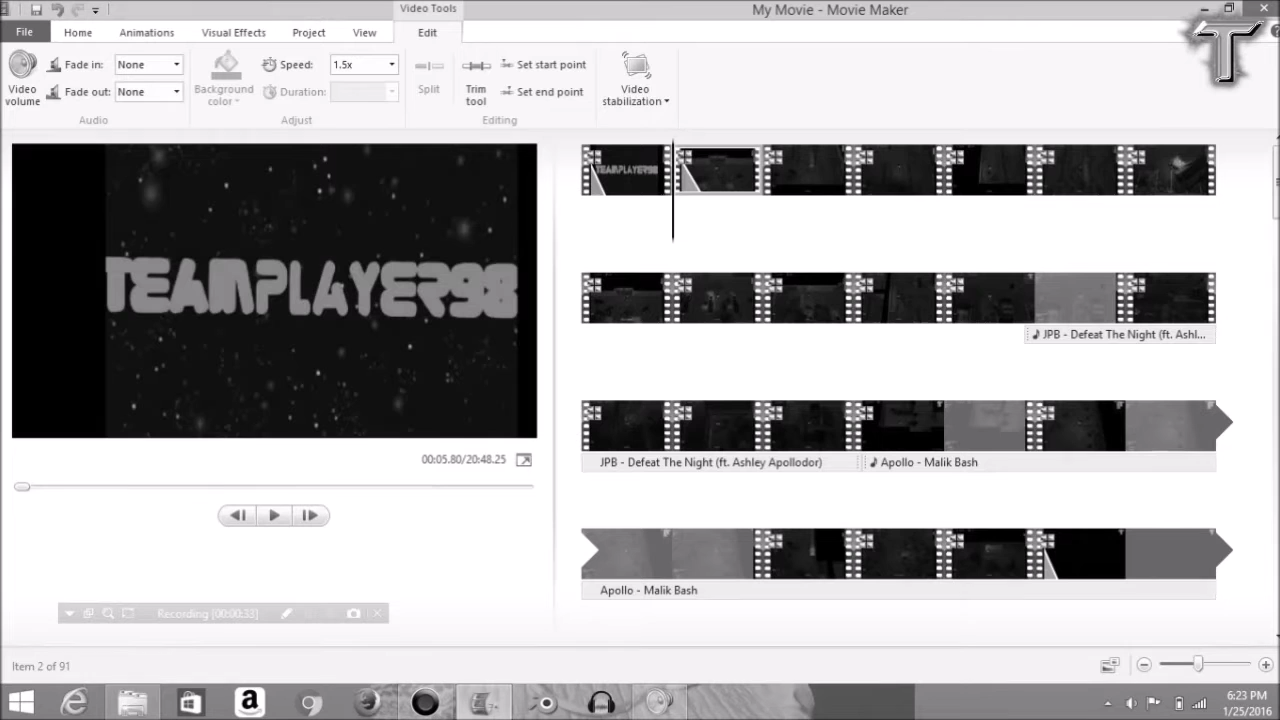 Video Tools
My Movie - Movie Maker
File Home Animations Visual Effects Project View Edit
Video volume
Fade in: None
Fade out: None
Audio
Background color
Speed: 1.5x
Duration:
Adjust
Split
Trim tool
Set start point
Set end point
Editing
Video stabilization
T
TEAMPLAYER98
TEAMPLAYER98
JPB - Defeat The Night (ft. Ashl...
JPB - Defeat The Night (ft. Ashley Apollodor)
Apollo - Malik Bash
Apollo - Malik Bash
00:05.80/20:48.25
Recording [00:00:33]
Item 2 of 91
a
6:23 PM
1/25/2016